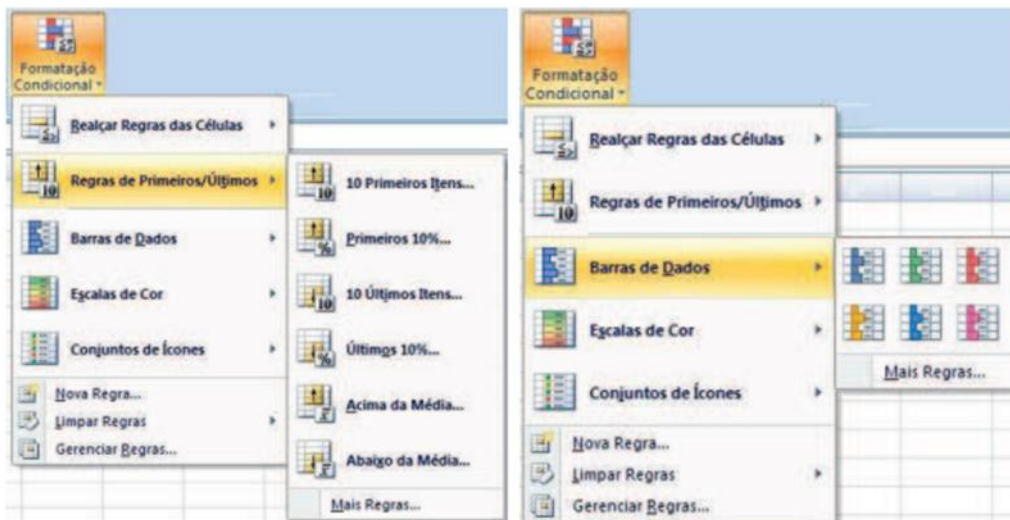 Formatação
Condicional
Realçar Regras das Células
Regras de Primeiros/Últimos
Barras de Dados
Escalas de Cor
Conjuntos de Ícones
Nova Regra...
Limpar Regras
Gerenciar Regras...
10 Primeiros Itens...
Primeiros 10%...
10 Últimos Itens...
Últimos 10%...
Acima da Média...
Abaixo da Média...
Mais Regras...
Formatação
Condicional
Realçar Regras das Células
Regras de Primeiros/Últimos
Barras de Dados
Escalas de Cor
Conjuntos de Ícones
Nova Regra...
Limpar Regras
Gerenciar Regras...
Mais Regras...